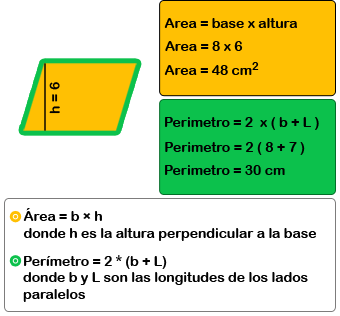 h = 6
Area = base x altura
Area = 8 x 6
Area = 48 cm²
Perimetro = 2 x ( b + L )
Perimetro = 2 ( 8 + 7 )
Perimetro = 30 cm
Área = b × h
donde h es la altura perpendicular a la base
Perímetro = 2 * (b + L)
donde b y L son las longitudes de los lados
paralelos